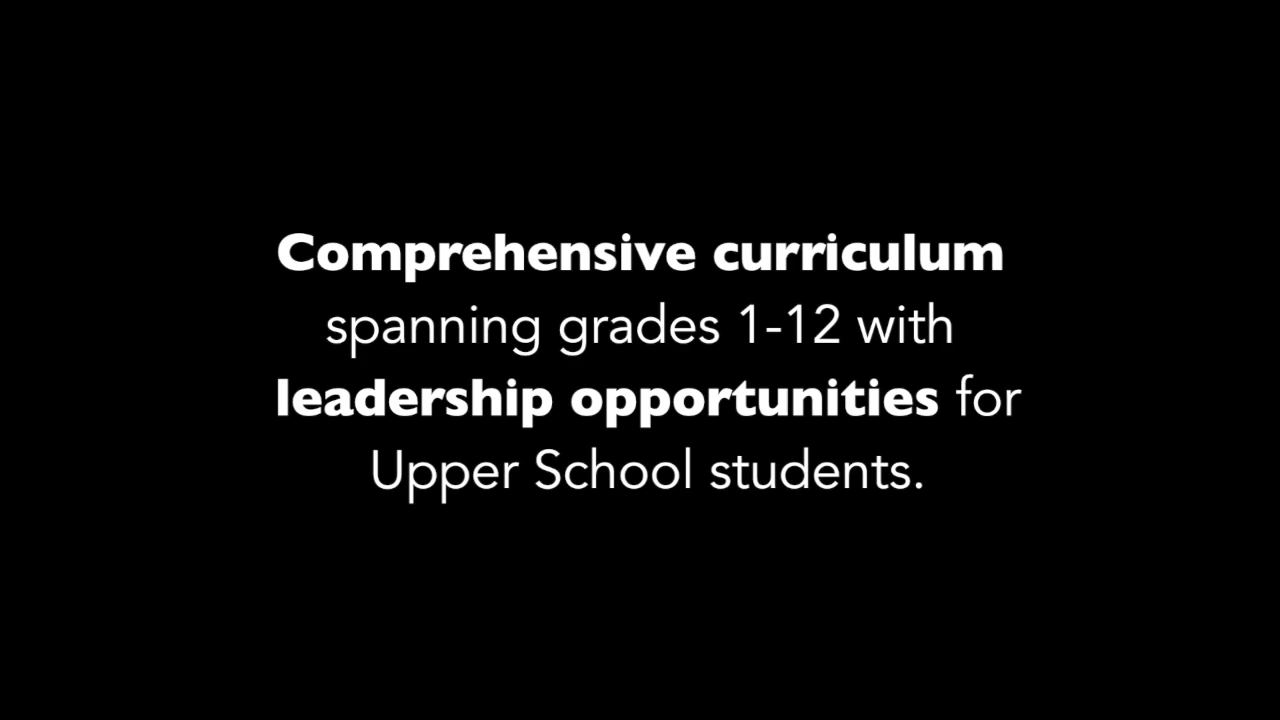 Comprehensive curriculum
spanning grades 1-12 with
leadership opportunities for
Upper School students.